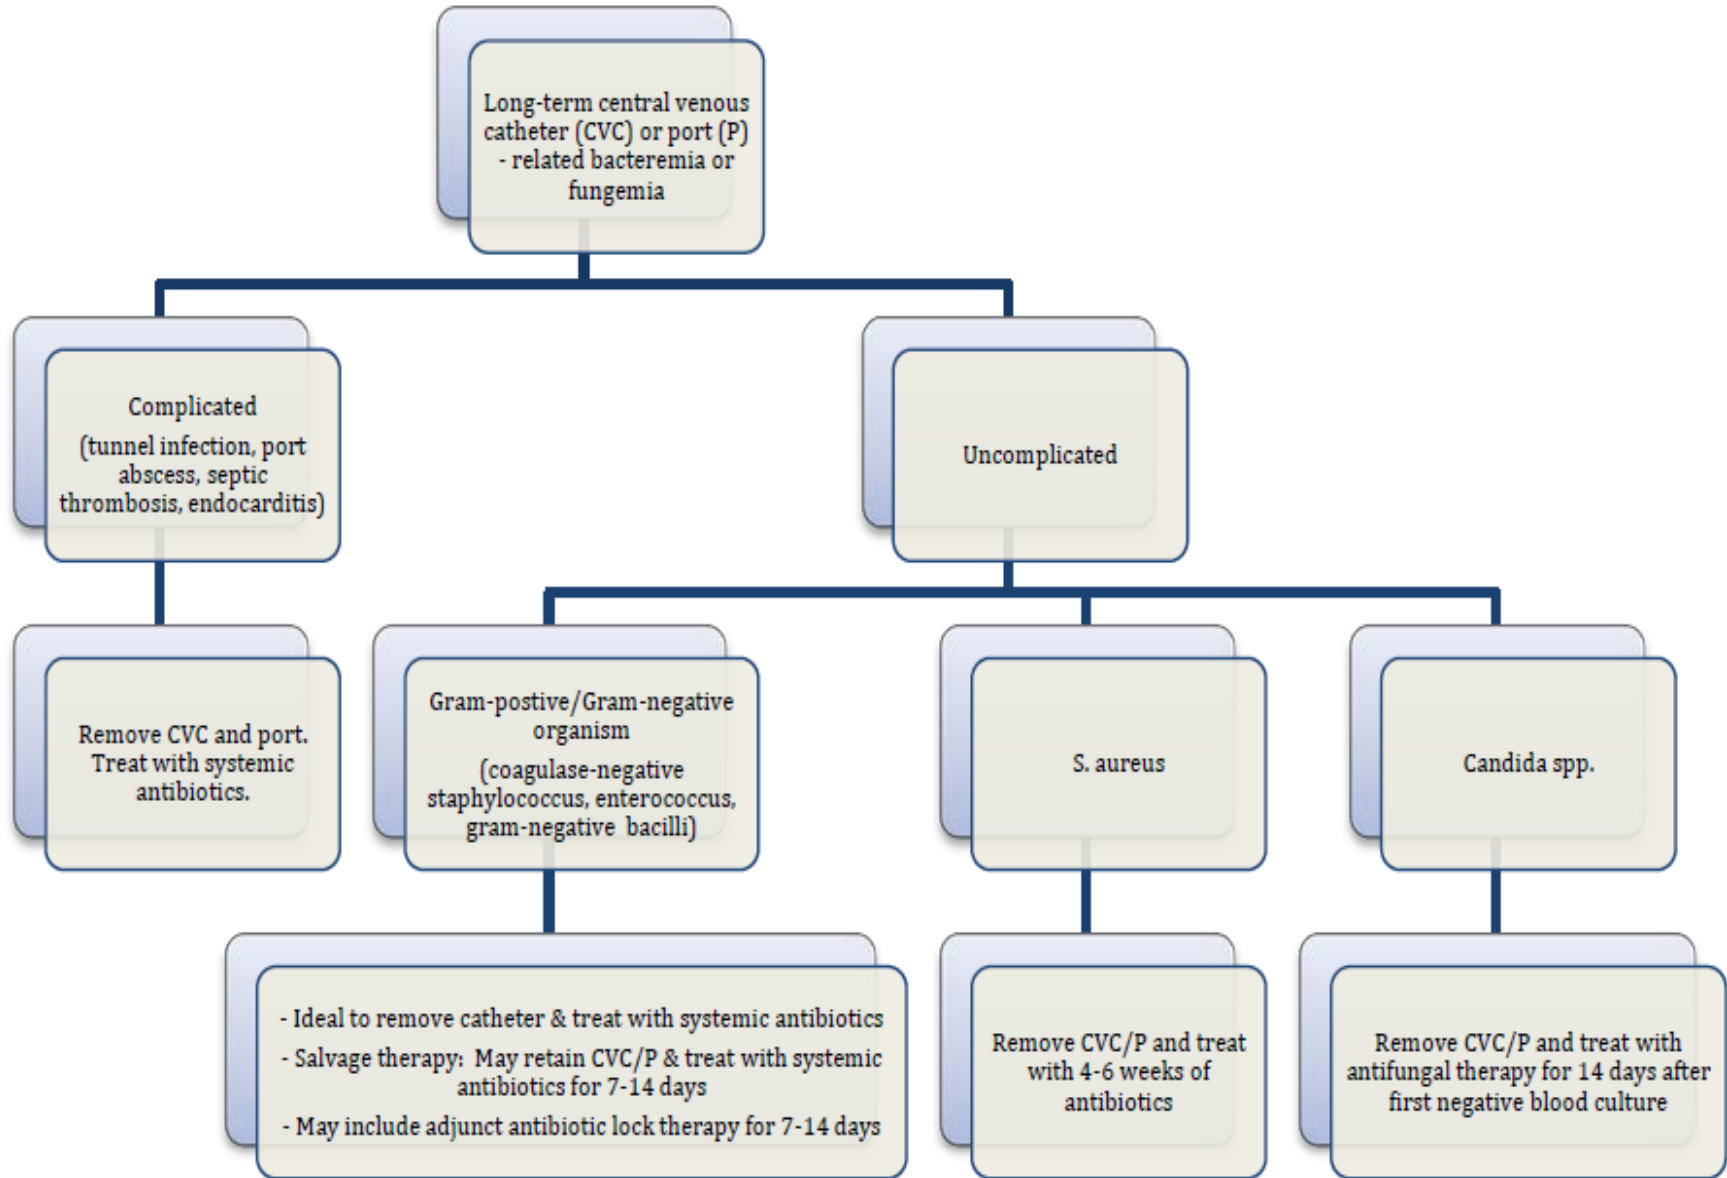 Long-term central venous
catheter (CVC) or port (P)
- related bacteremia or
fungemia
Complicated
(tunnel infection, port
abscess, septic
thrombosis, endocarditis)
Uncomplicated
Remove CVC and port.
Treat with systemic
antibiotics.
Gram-postive/Gram-negative
organism
(coagulase-negative
staphylococcus, enterococcus,
gram-negative bacilli)
S. aureus
Candida spp.
- Ideal to remove catheter & treat with systemic antibiotics
- Salvage therapy: May retain CVC/P & treat with systemic
antibiotics for 7-14 days
- May include adjunct antibiotic lock therapy for 7-14 days
Remove CVC/P and treat
with 4-6 weeks of
antibiotics
Remove CVC/P and treat with
antifungal therapy for 14 days after
first negative blood culture